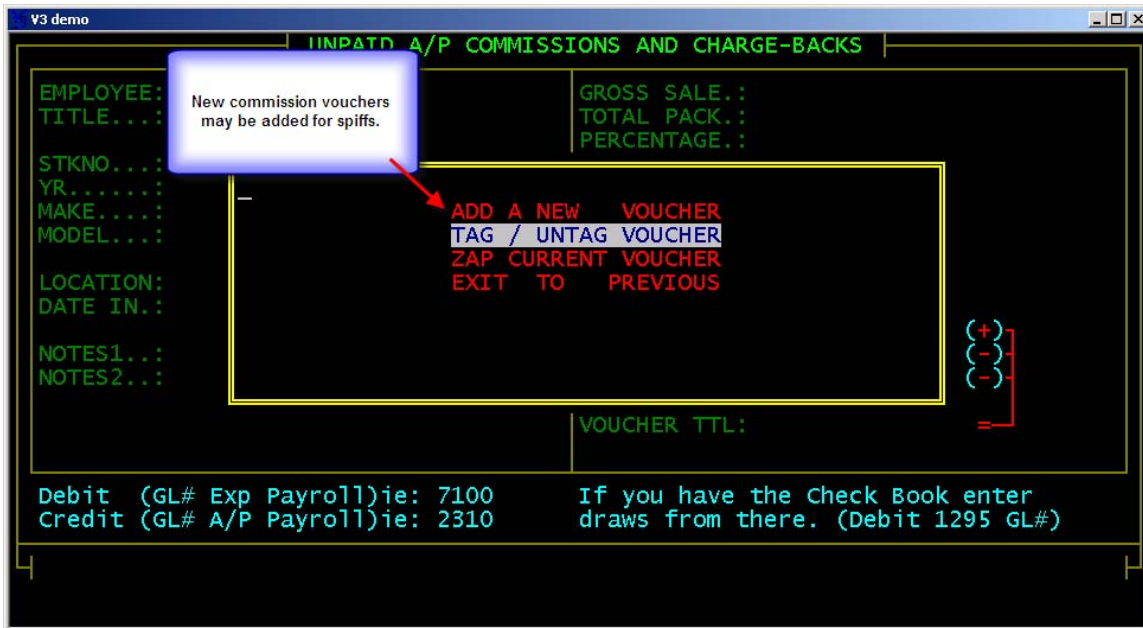 V3 demo
UNPAID A/P COMMISSIONS AND CHARGE-BACKS
New commission vouchers
may be added for spiffs.
EMPLOYEE:
TITLE...:
STKNO...:
YR......:
MAKE....:
MODEL...:
LOCATION:
DATE IN.:
NOTES1..:
NOTES2..:
GROSS SALE.:
TOTAL PACK.:
PERCENTAGE.:
ADD A NEW VOUCHER
TAG / UNTAG VOUCHER
ZAP CURRENT VOUCHER
EXIT TO PREVIOUS
(+)
(-)
(-)
VOUCHER TTL: =
Debit (GL# Exp Payroll)ie: 7100
Credit (GL# A/P Payroll)ie: 2310
If you have the Check Book enter
draws from there. (Debit 1295 GL#)